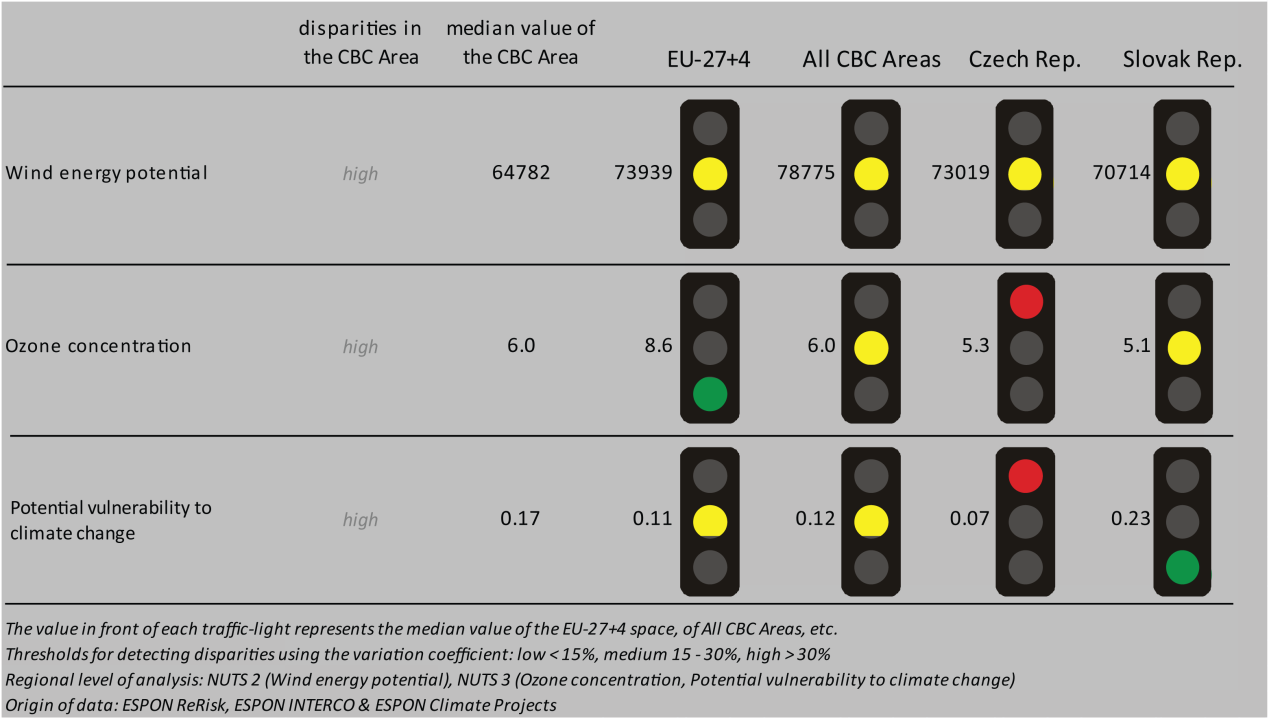 disparities in
the CBC Area
median value of
the CBC Area
EU-27+4
All CBC Areas
Czech Rep.
Slovak Rep.
Wind energy potential
high
64782
73939
78775
73019
70714
Ozone concentration
high
6.0
8.6
6.0
5.3
5.1
Potential vulnerability to
climate change
high
0.17
0.11
0.12
0.07
0.23
The value in front of each traffic-light represents the median value of the EU-27+4 space, of All CBC Areas, etc.
Thresholds for detecting disparities using the variation coefficient: low < 15%, medium 15 - 30%, high > 30%
Regional level of analysis: NUTS 2 (Wind energy potential), NUTS 3 (Ozone concentration, Potential vulnerability to climate change)
Origin of data: ESPON ReRisk, ESPON INTERCO & ESPON Climate Projects